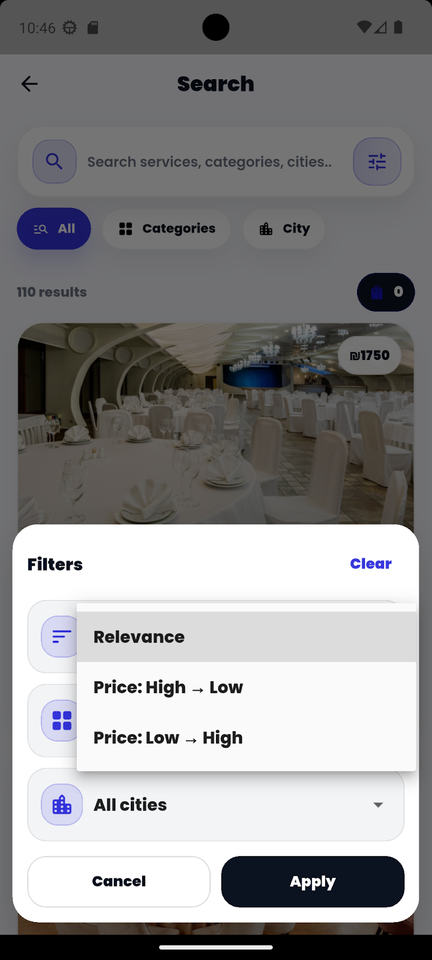 10:46
Search
Search services, categories, cities..
All
Categories
City
110 results
0
₪1750
Filters
Clear
Relevance
Price: High → Low
Price: Low → High
All cities
Cancel
Apply